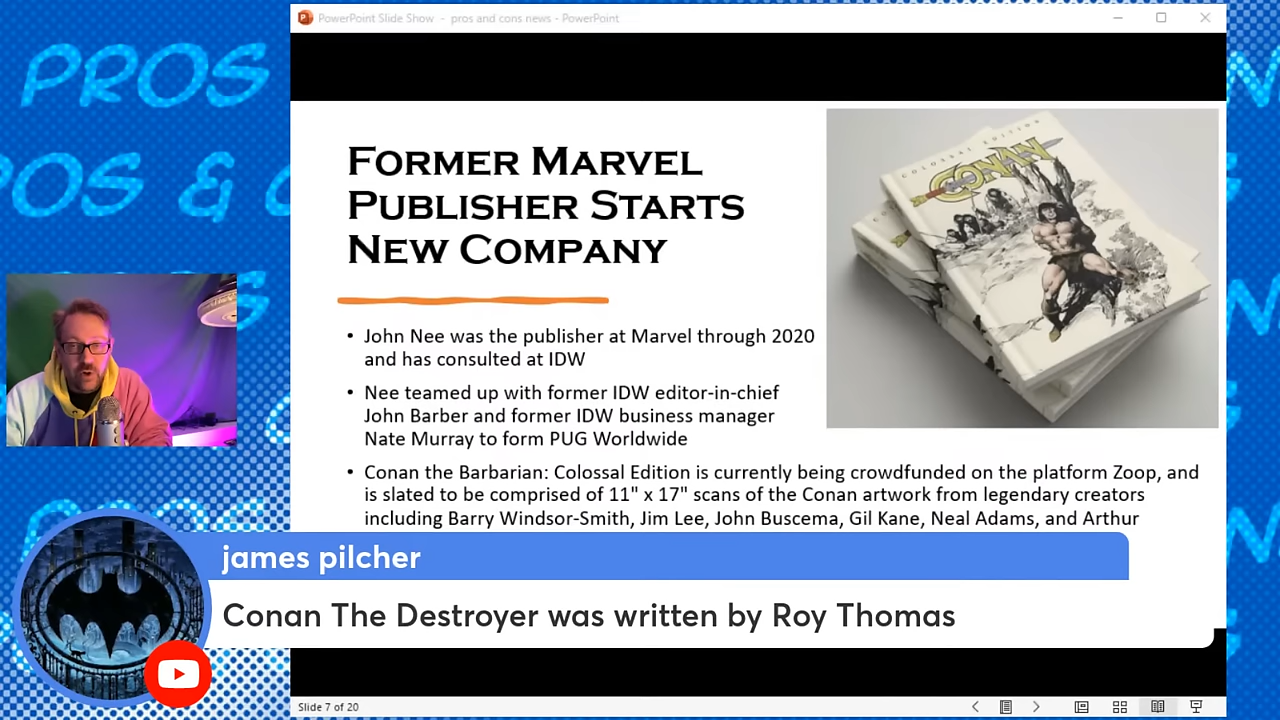 PowerPoint Slide Show - pros and cons news - PowerPoint
PROS
POS &
FORMER MARVEL
PUBLISHER STARTS
NEW COMPANY
COLOSSAL EDITION
CONAN
• John Nee was the publisher at Marvel through 2020
and has consulted at IDW
• Nee teamed up with former IDW editor-in-chief
John Barber and former IDW business manager
Nate Murray to form PUG Worldwide
• Conan the Barbarian: Colossal Edition is currently being crowdfunded on the platform Zoop, and
is slated to be comprised of 11" x 17" scans of the Conan artwork from legendary creators
including Barry Windsor-Smith, Jim Lee, John Buscema, Gil Kane, Neal Adams, and Arthur
james pilcher
Conan The Destroyer was written by Roy Thomas
Slide 7 of 20